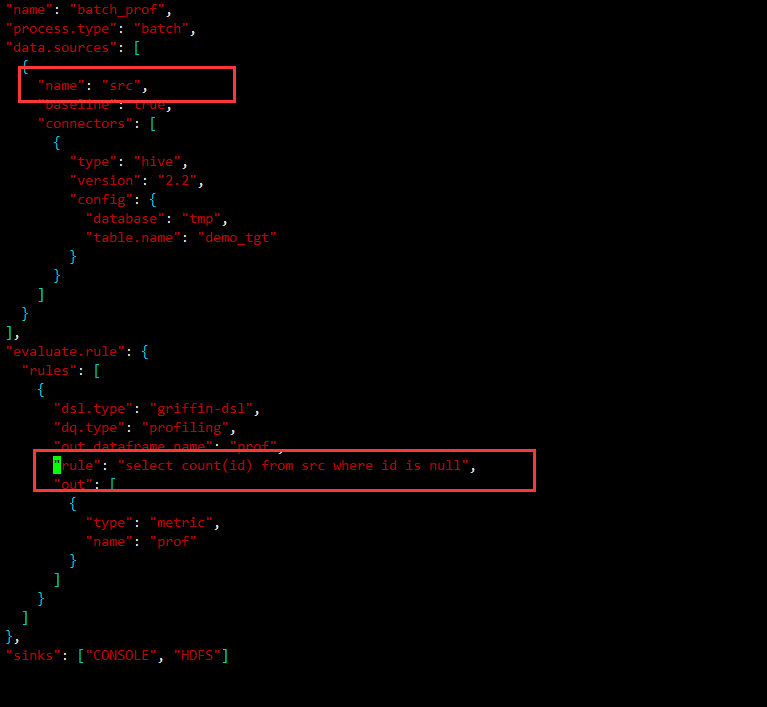 "name": "batch_prof",
"process.type": "batch",
"data.sources": [
{
"name": "src",
"baseline": true,
"connectors": [
{
"type": "hive",
"version": "2.2",
"config": {
"database": "tmp",
"table.name": "demo_tgt"
}
}
]
}
],
"evaluate.rule": {
"rules": [
{
"dsl.type": "griffin-dsl",
"dq.type": "profiling",
"out.dataframe.name": "prof",
"rule": "select count(id) from src where id is null",
"out": [
{
"type": "metric",
"name": "prof"
}
]
}
]
},
"sinks": ["CONSOLE", "HDFS"]